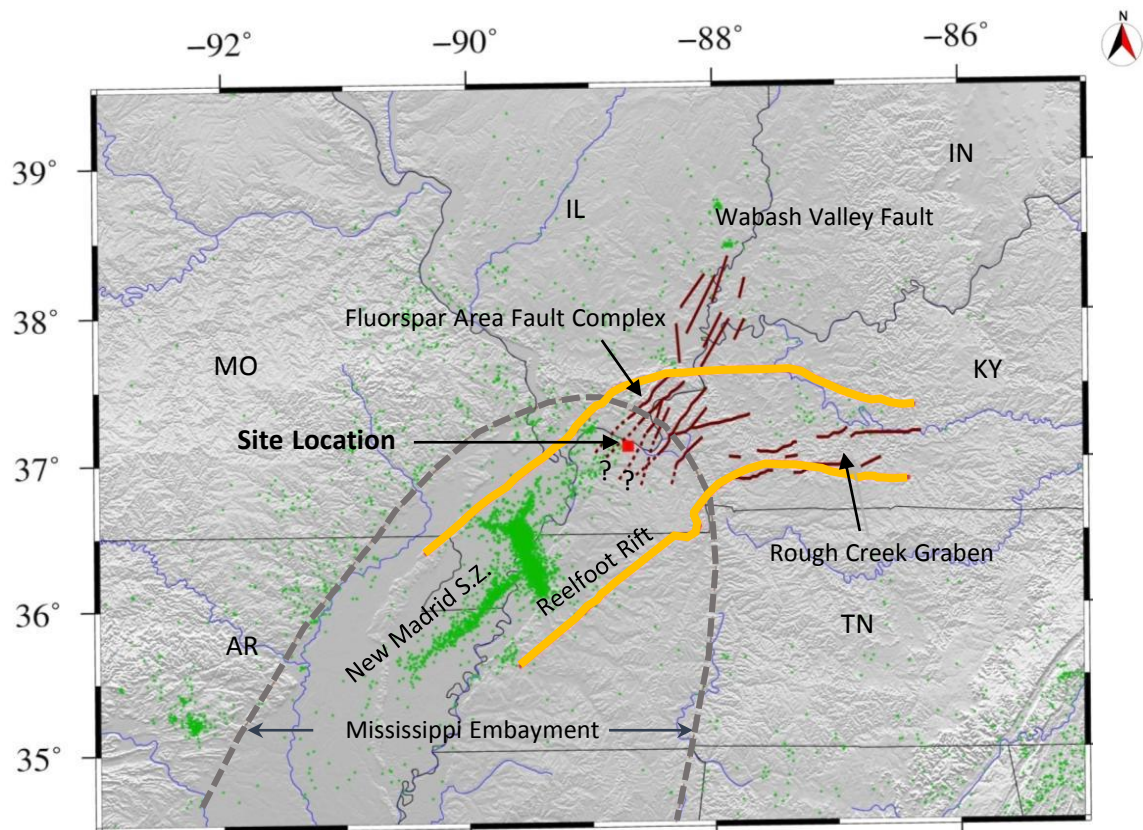 N
−92° −90° −88° −86°
39°
IN
IL
Wabash Valley Fault
38°
Fluorspar Area Fault Complex
MO
KY
Site Location
37°
? ?
Rough Creek Graben
New Madrid S.Z.
Reelfoot Rift
36°
TN
AR
Mississippi Embayment
35°